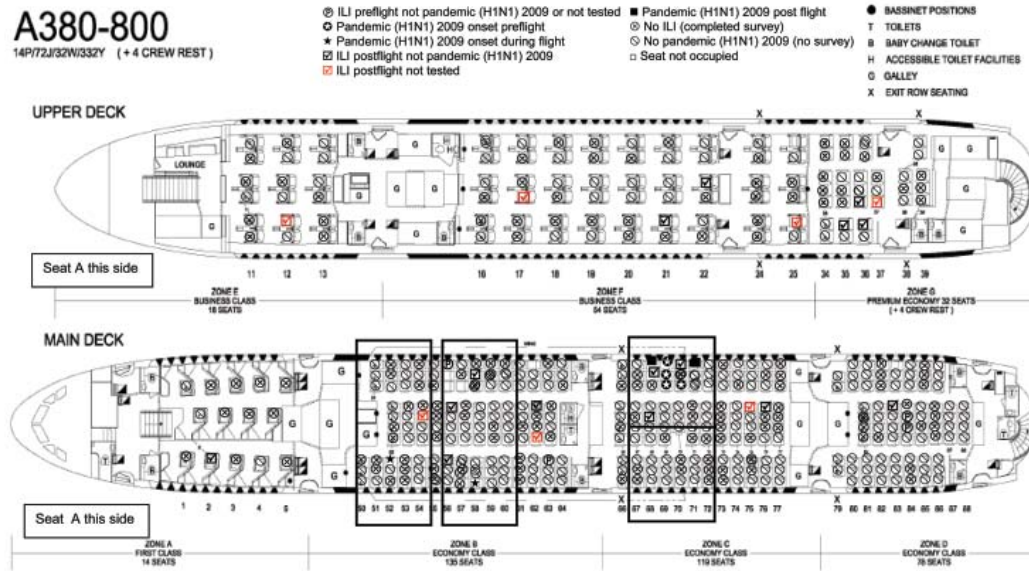 A380-800
14P/72J/32W/332Y (+ 4 CREW REST)
Ⓟ ILI preflight not pandemic (H1N1) 2009 or not tested
Pandemic (H1N1) 2009 onset preflight
★ Pandemic (H1N1) 2009 onset during flight
ILI postflight not pandemic (H1N1) 2009
ILI postflight not tested
■ Pandemic (H1N1) 2009 post flight
No ILI (completed survey)
No pandemic (H1N1) 2009 (no survey)
□ Seat not occupied
● BASSINET POSITIONS
T TOILETS
B BABY CHANGE TOILET
H ACCESSIBLE TOILET FACILITIES
G GALLEY
X EXIT ROW SEATING
UPPER DECK
LOUNGE
Seat A this side
11 12 13 16 17 18 19 20 21 22 24 25 34 35 36 37 38 39
ZONE E
BUSINESS CLASS
18 SEATS
ZONE F
BUSINESS CLASS
54 SEATS
ZONE G
PREMIUM ECONOMY 32 SEATS
(+ 4 CREW REST)
MAIN DECK
Seat A this side
1 2 3 4 5 50 51 52 53 54 56 57 58 59 60 61 62 63 64 66 67 68 69 70 71 72 73 74 75 76 77 79 80 81 82 83 84 85 86 87 88
ZONE A
FIRST CLASS
14 SEATS
ZONE B
ECONOMY CLASS
135 SEATS
ZONE C
ECONOMY CLASS
119 SEATS
ZONE D
ECONOMY CLASS
78 SEATS